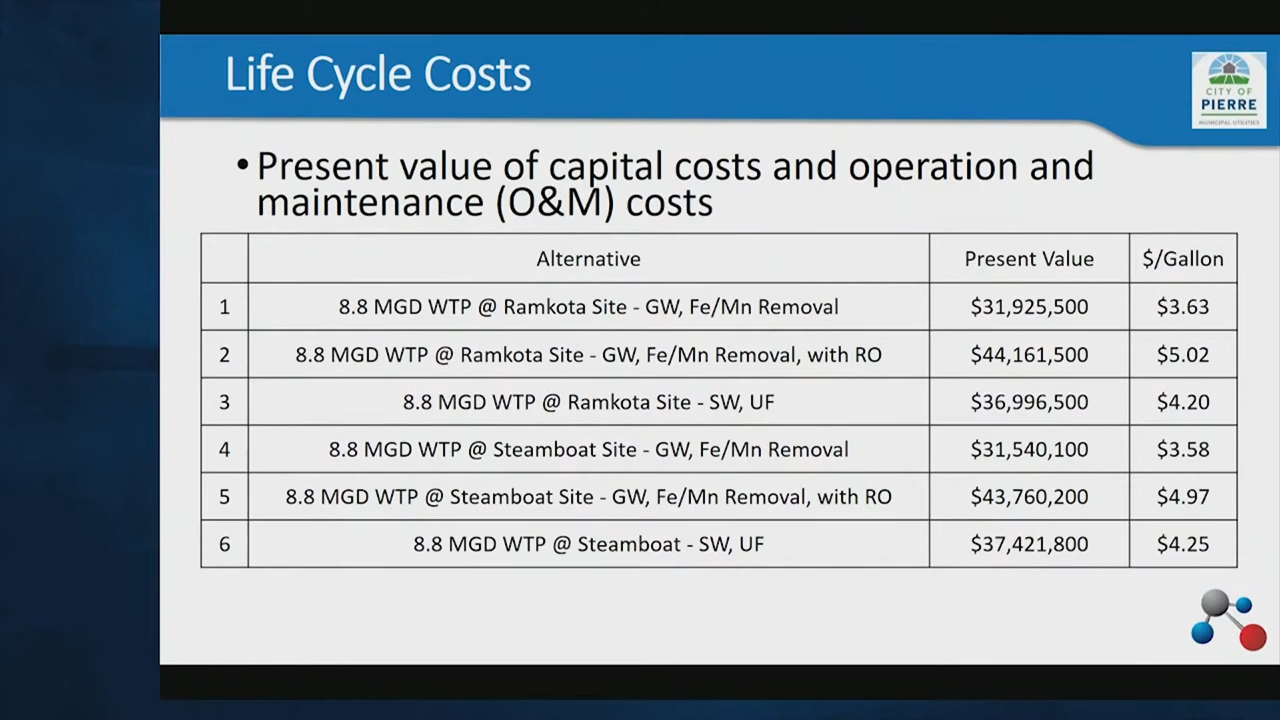 Life Cycle Costs
CITY OF
PIERRE
MUNICIPAL UTILITIES
• Present value of capital costs and operation and
maintenance (O&M) costs
Alternative Present Value $/Gallon
1 8.8 MGD WTP @ Ramkota Site - GW, Fe/Mn Removal $31,925,500 $3.63
2 8.8 MGD WTP @ Ramkota Site - GW, Fe/Mn Removal, with RO $44,161,500 $5.02
3 8.8 MGD WTP @ Ramkota Site - SW, UF $36,996,500 $4.20
4 8.8 MGD WTP @ Steamboat Site - GW, Fe/Mn Removal $31,540,100 $3.58
5 8.8 MGD WTP @ Steamboat Site - GW, Fe/Mn Removal, with RO $43,760,200 $4.97
6 8.8 MGD WTP @ Steamboat - SW, UF $37,421,800 $4.25